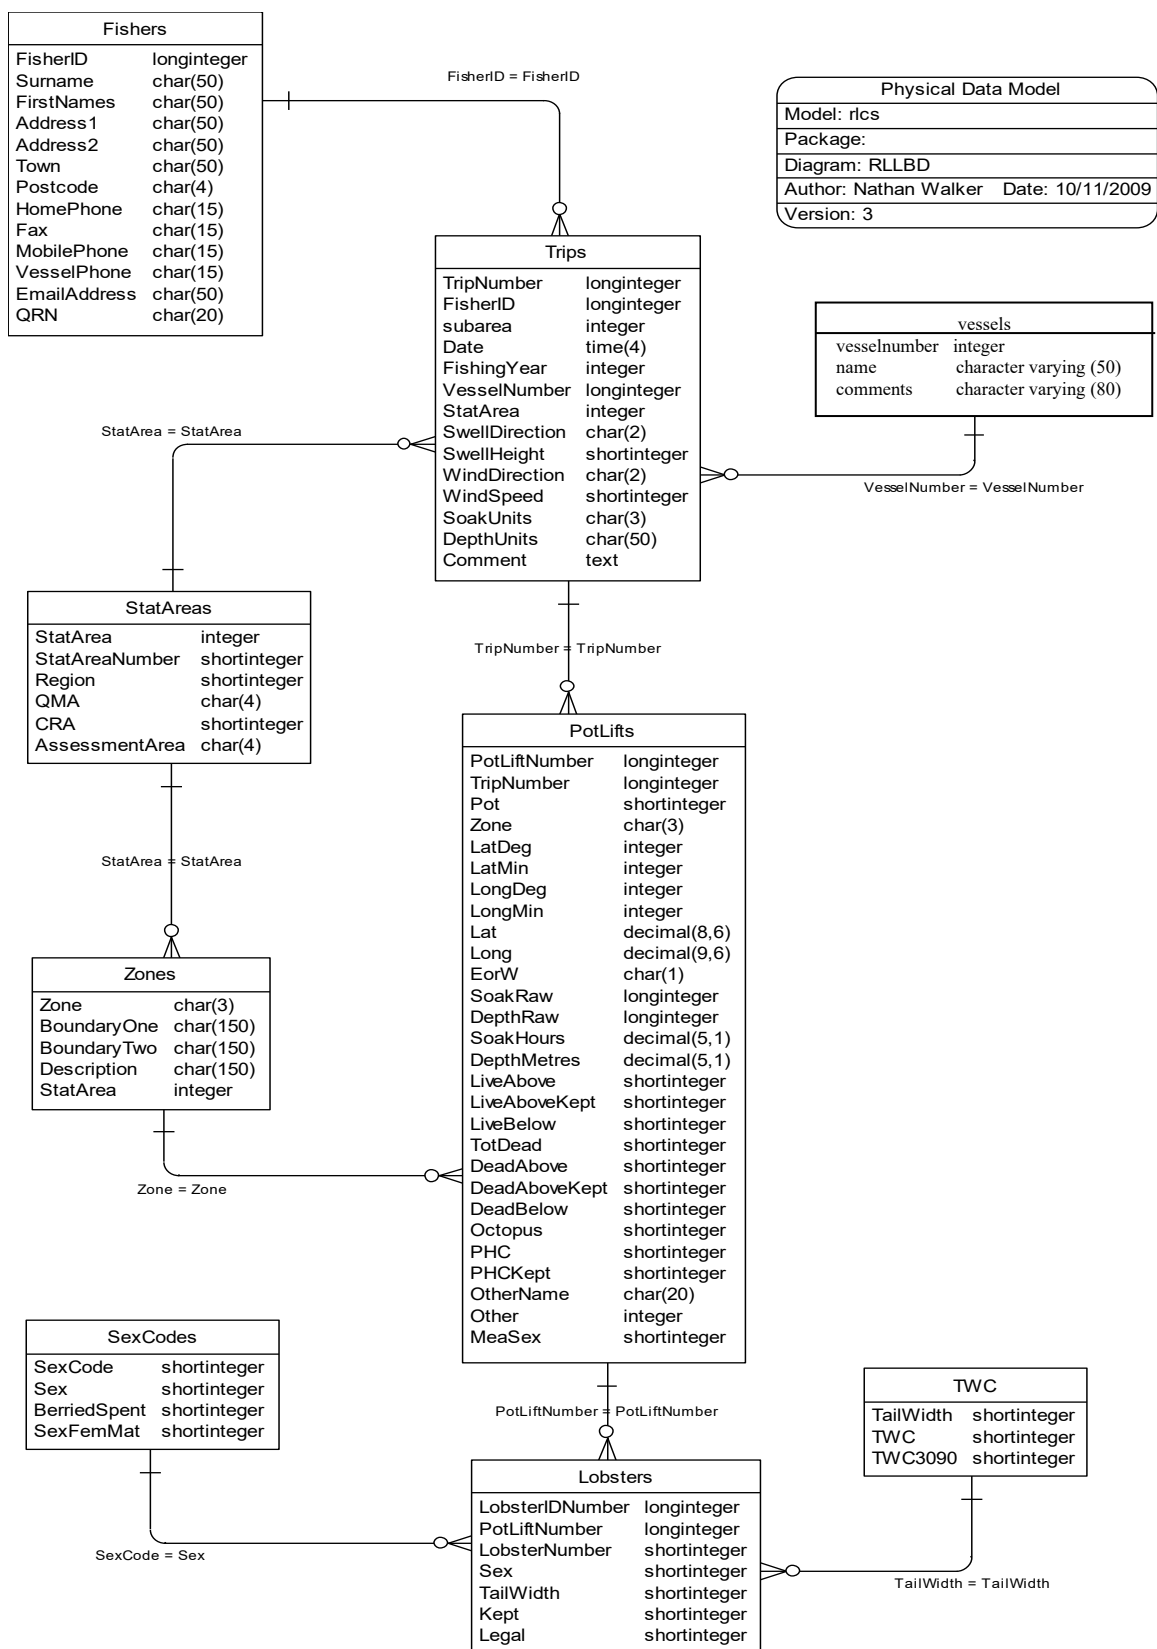 Fishers
FisherID longinteger
Surname char(50)
FirstNames char(50)
Address1 char(50)
Address2 char(50)
Town char(50)
Postcode char(4)
HomePhone char(15)
Fax char(15)
MobilePhone char(15)
VesselPhone char(15)
EmailAddress char(50)
QRN char(20)
FisherID = FisherID
Physical Data Model
Model: rlcs
Package:
Diagram: RLLBD
Author: Nathan Walker Date: 10/11/2009
Version: 3
Trips
TripNumber longinteger
FisherID longinteger
subarea integer
Date time(4)
FishingYear integer
VesselNumber longinteger
StatArea integer
SwellDirection char(2)
SwellHeight shortinteger
WindDirection char(2)
WindSpeed shortinteger
SoakUnits char(3)
DepthUnits char(50)
Comment text
vessels
vesselnumber integer
name character varying (50)
comments character varying (80)
StatArea = StatArea
VesselNumber = VesselNumber
StatAreas
StatArea integer
StatAreaNumber shortinteger
Region shortinteger
QMA char(4)
CRA shortinteger
AssessmentArea char(4)
TripNumber = TripNumber
PotLifts
PotLiftNumber longinteger
TripNumber longinteger
Pot shortinteger
Zone char(3)
LatDeg integer
LatMin integer
LongDeg integer
LongMin integer
Lat decimal(8,6)
Long decimal(9,6)
EorW char(1)
SoakRaw longinteger
DepthRaw longinteger
SoakHours decimal(5,1)
DepthMetres decimal(5,1)
LiveAbove shortinteger
LiveAboveKept shortinteger
LiveBelow shortinteger
TotDead shortinteger
DeadAbove shortinteger
DeadAboveKept shortinteger
DeadBelow shortinteger
Octopus shortinteger
PHC shortinteger
PHCKept shortinteger
OtherName char(20)
Other integer
MeaSex shortinteger
StatArea = StatArea
Zones
Zone char(3)
BoundaryOne char(150)
BoundaryTwo char(150)
Description char(150)
StatArea integer
Zone = Zone
SexCodes
SexCode shortinteger
Sex shortinteger
BerriedSpent shortinteger
SexFemMat shortinteger
PotLiftNumber = PotLiftNumber
TWC
TailWidth shortinteger
TWC shortinteger
TWC3090 shortinteger
Lobsters
LobsterIDNumber longinteger
PotLiftNumber longinteger
LobsterNumber shortinteger
Sex shortinteger
TailWidth shortinteger
Kept shortinteger
Legal shortinteger
SexCode = Sex
TailWidth = TailWidth